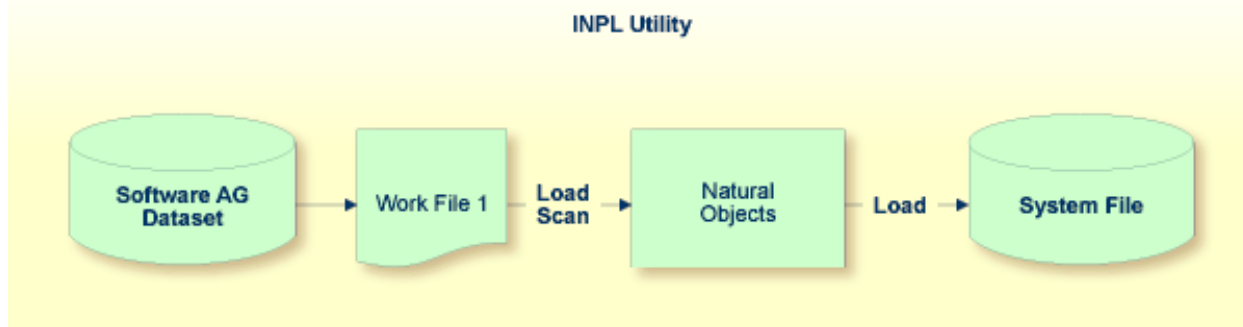 INPL Utility
Software AG
Dataset
Work File 1
Load
Scan
Natural
Objects
Load
System File